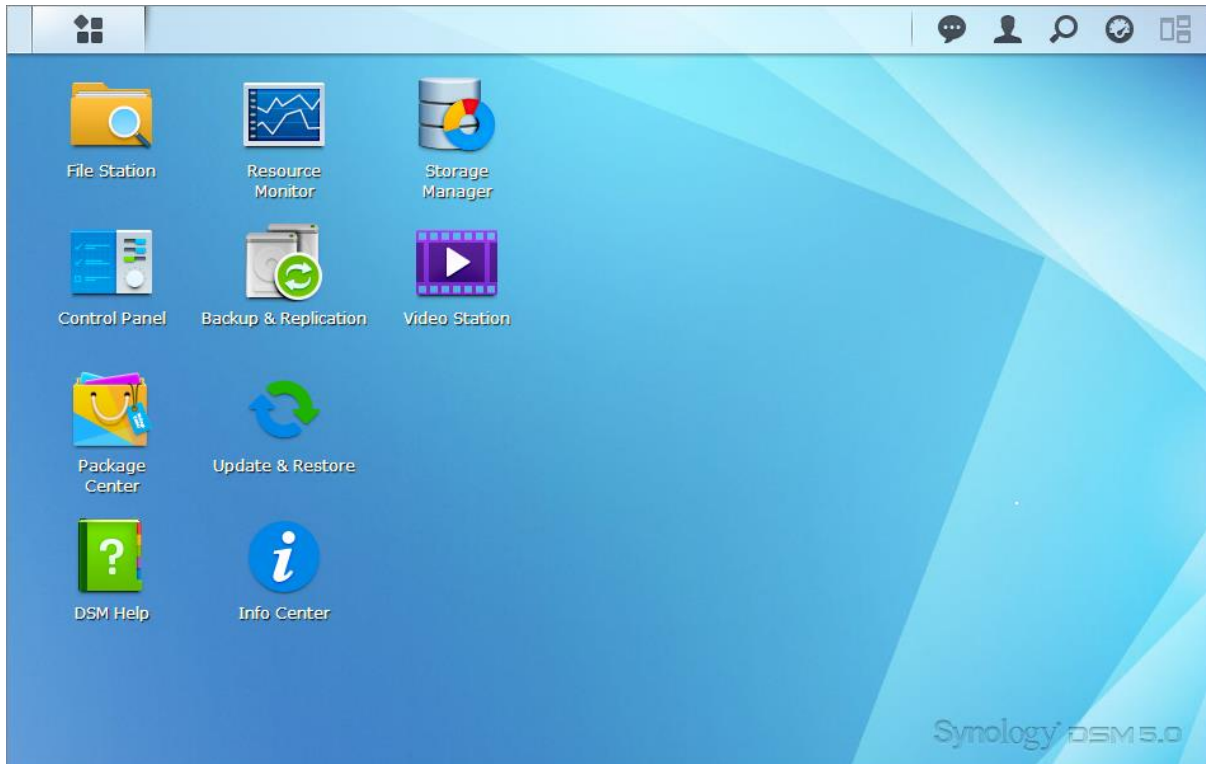 File Station
Resource
Monitor
Storage
Manager
Control Panel
Backup & Replication
Video Station
Package
Center
Update & Restore
?
DSM Help
i
Info Center
Synology DSM 5.0